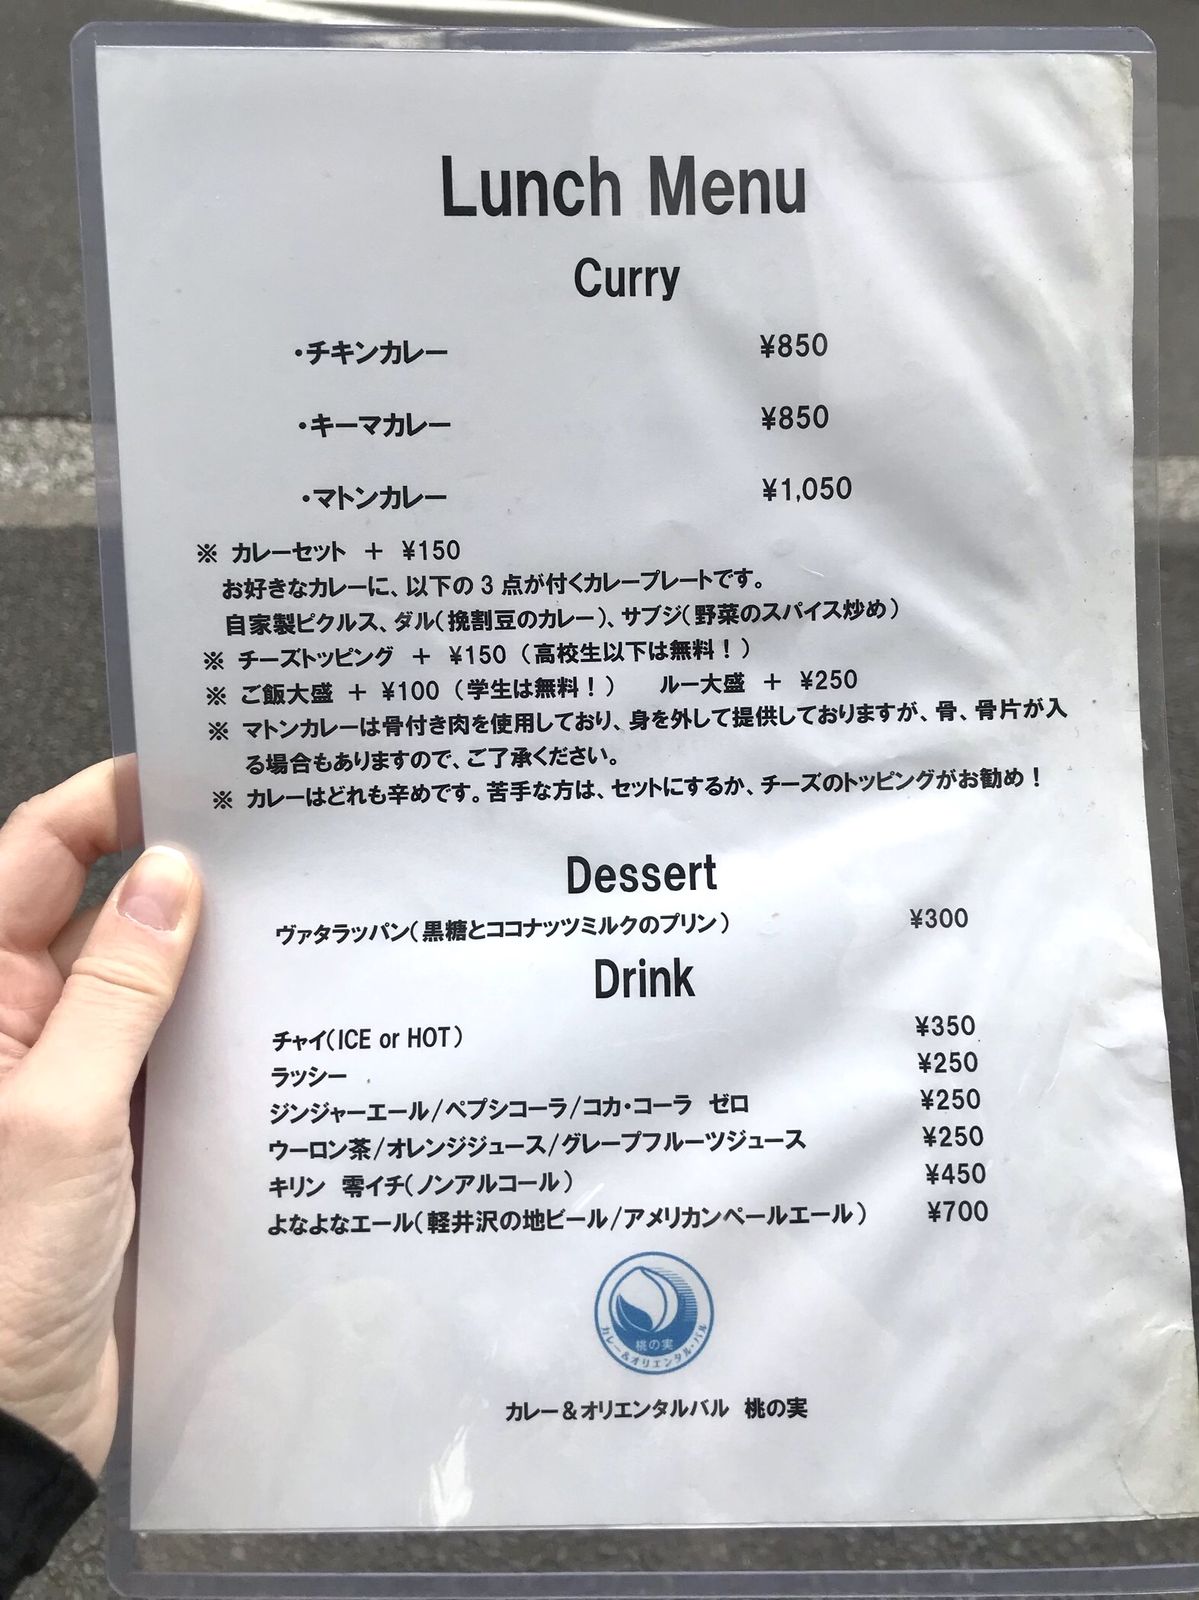 Lunch Menu
Curry
・チキンカレー ¥850
・キーマカレー ¥850
・マトンカレー ¥1,050
※ カレーセット + ¥150
お好きなカレーに、以下の3点が付くカレープレートです。
自家製ピクルス、ダル(挽割豆のカレー)、サブジ(野菜のスパイス炒め)
※ チーズトッピング + ¥150 (高校生以下は無料!)
※ ご飯大盛 + ¥100 (学生は無料!) ルー大盛 + ¥250
※ マトンカレーは骨付き肉を使用しており、身を外して提供しておりますが、骨、骨片が入
る場合もありますので、ご了承ください。
※ カレーはどれも辛めです。苦手な方は、セットにするか、チーズのトッピングがお勧め!
Dessert
ヴァタラッパン(黒糖とココナッツミルクのプリン) ¥300
Drink
チャイ(ICE or HOT) ¥350
ラッシー ¥250
ジンジャーエール/ペプシコーラ/コカ・コーラ ゼロ ¥250
ウーロン茶/オレンジジュース/グレープフルーツジュース ¥250
キリン 零イチ(ノンアルコール) ¥450
よなよなエール(軽井沢の地ビール/アメリカンペールエール) ¥700
桃の実
カレー&オリエンタル・バル
カレー&オリエンタルバル 桃の実